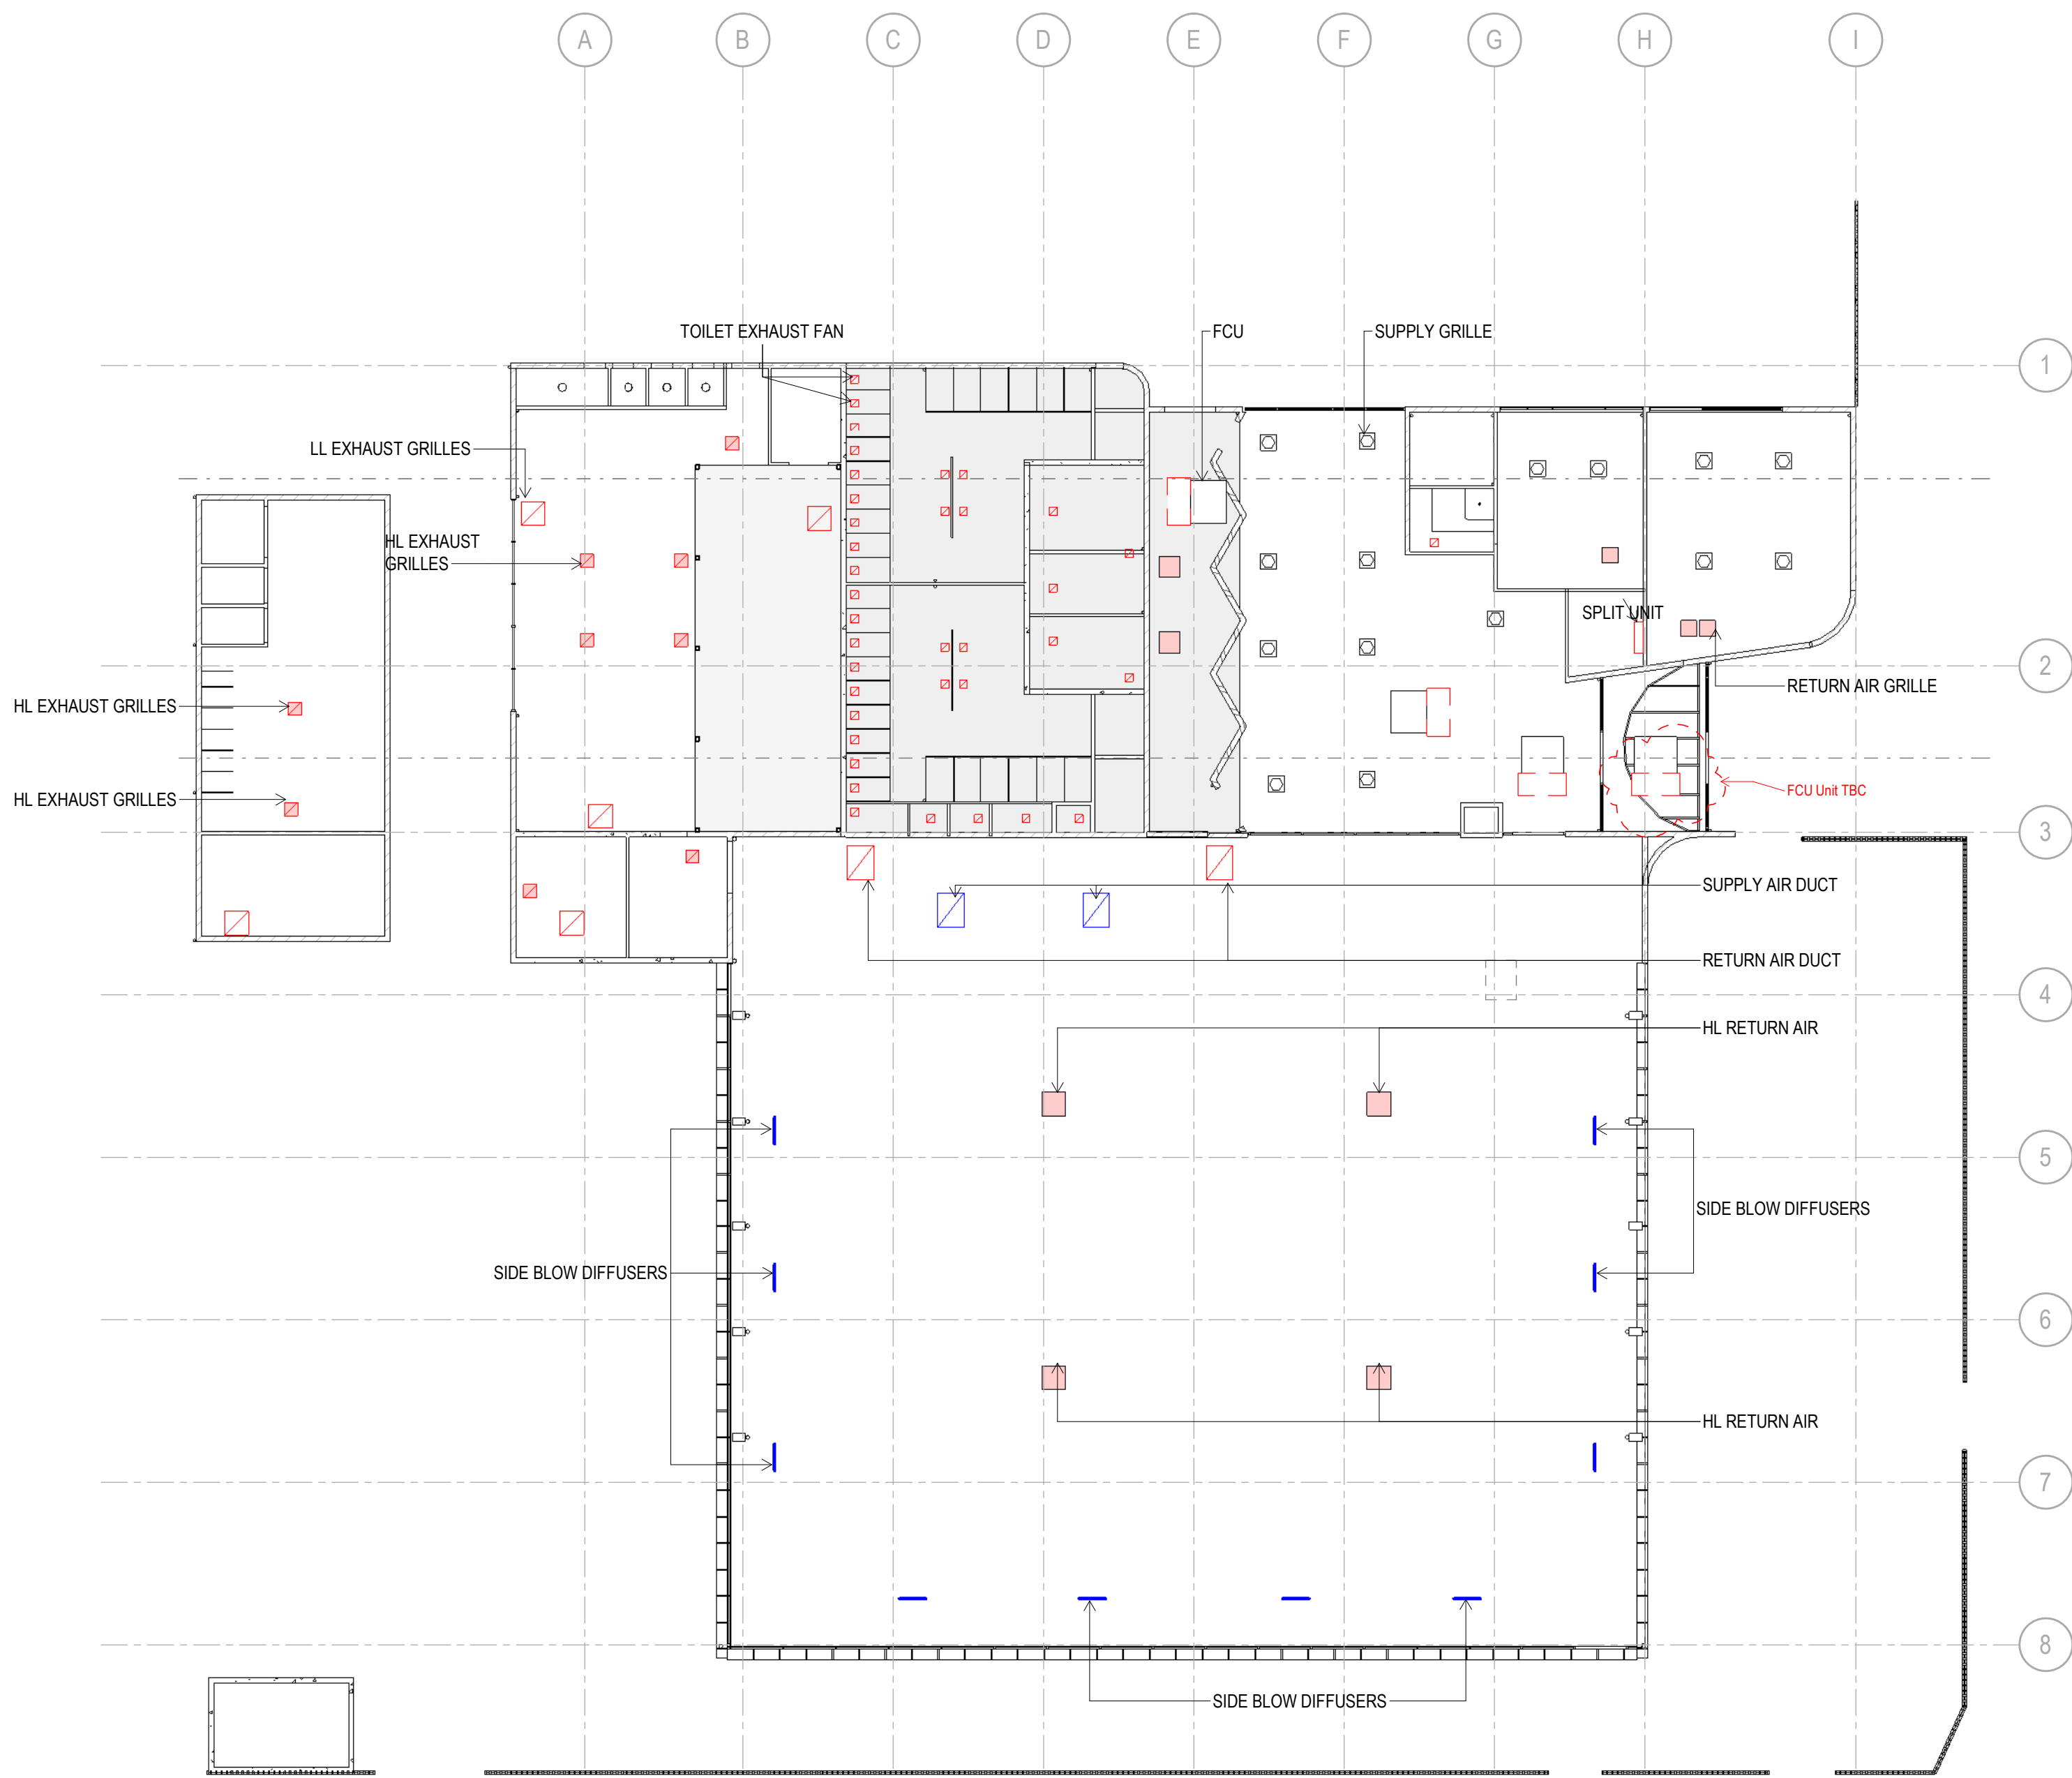 A
B
C
D
E
F
G
H
I
TOILET EXHAUST FAN
FCU
SUPPLY GRILLE
1
LL EXHAUST GRILLES
HL EXHAUST
GRILLES
SPLIT UNIT
2
RETURN AIR GRILLE
HL EXHAUST GRILLES
FCU Unit TBC
HL EXHAUST GRILLES
3
SUPPLY AIR DUCT
RETURN AIR DUCT
4
HL RETURN AIR
5
SIDE BLOW DIFFUSERS
SIDE BLOW DIFFUSERS
6
HL RETURN AIR
7
8
SIDE BLOW DIFFUSERS